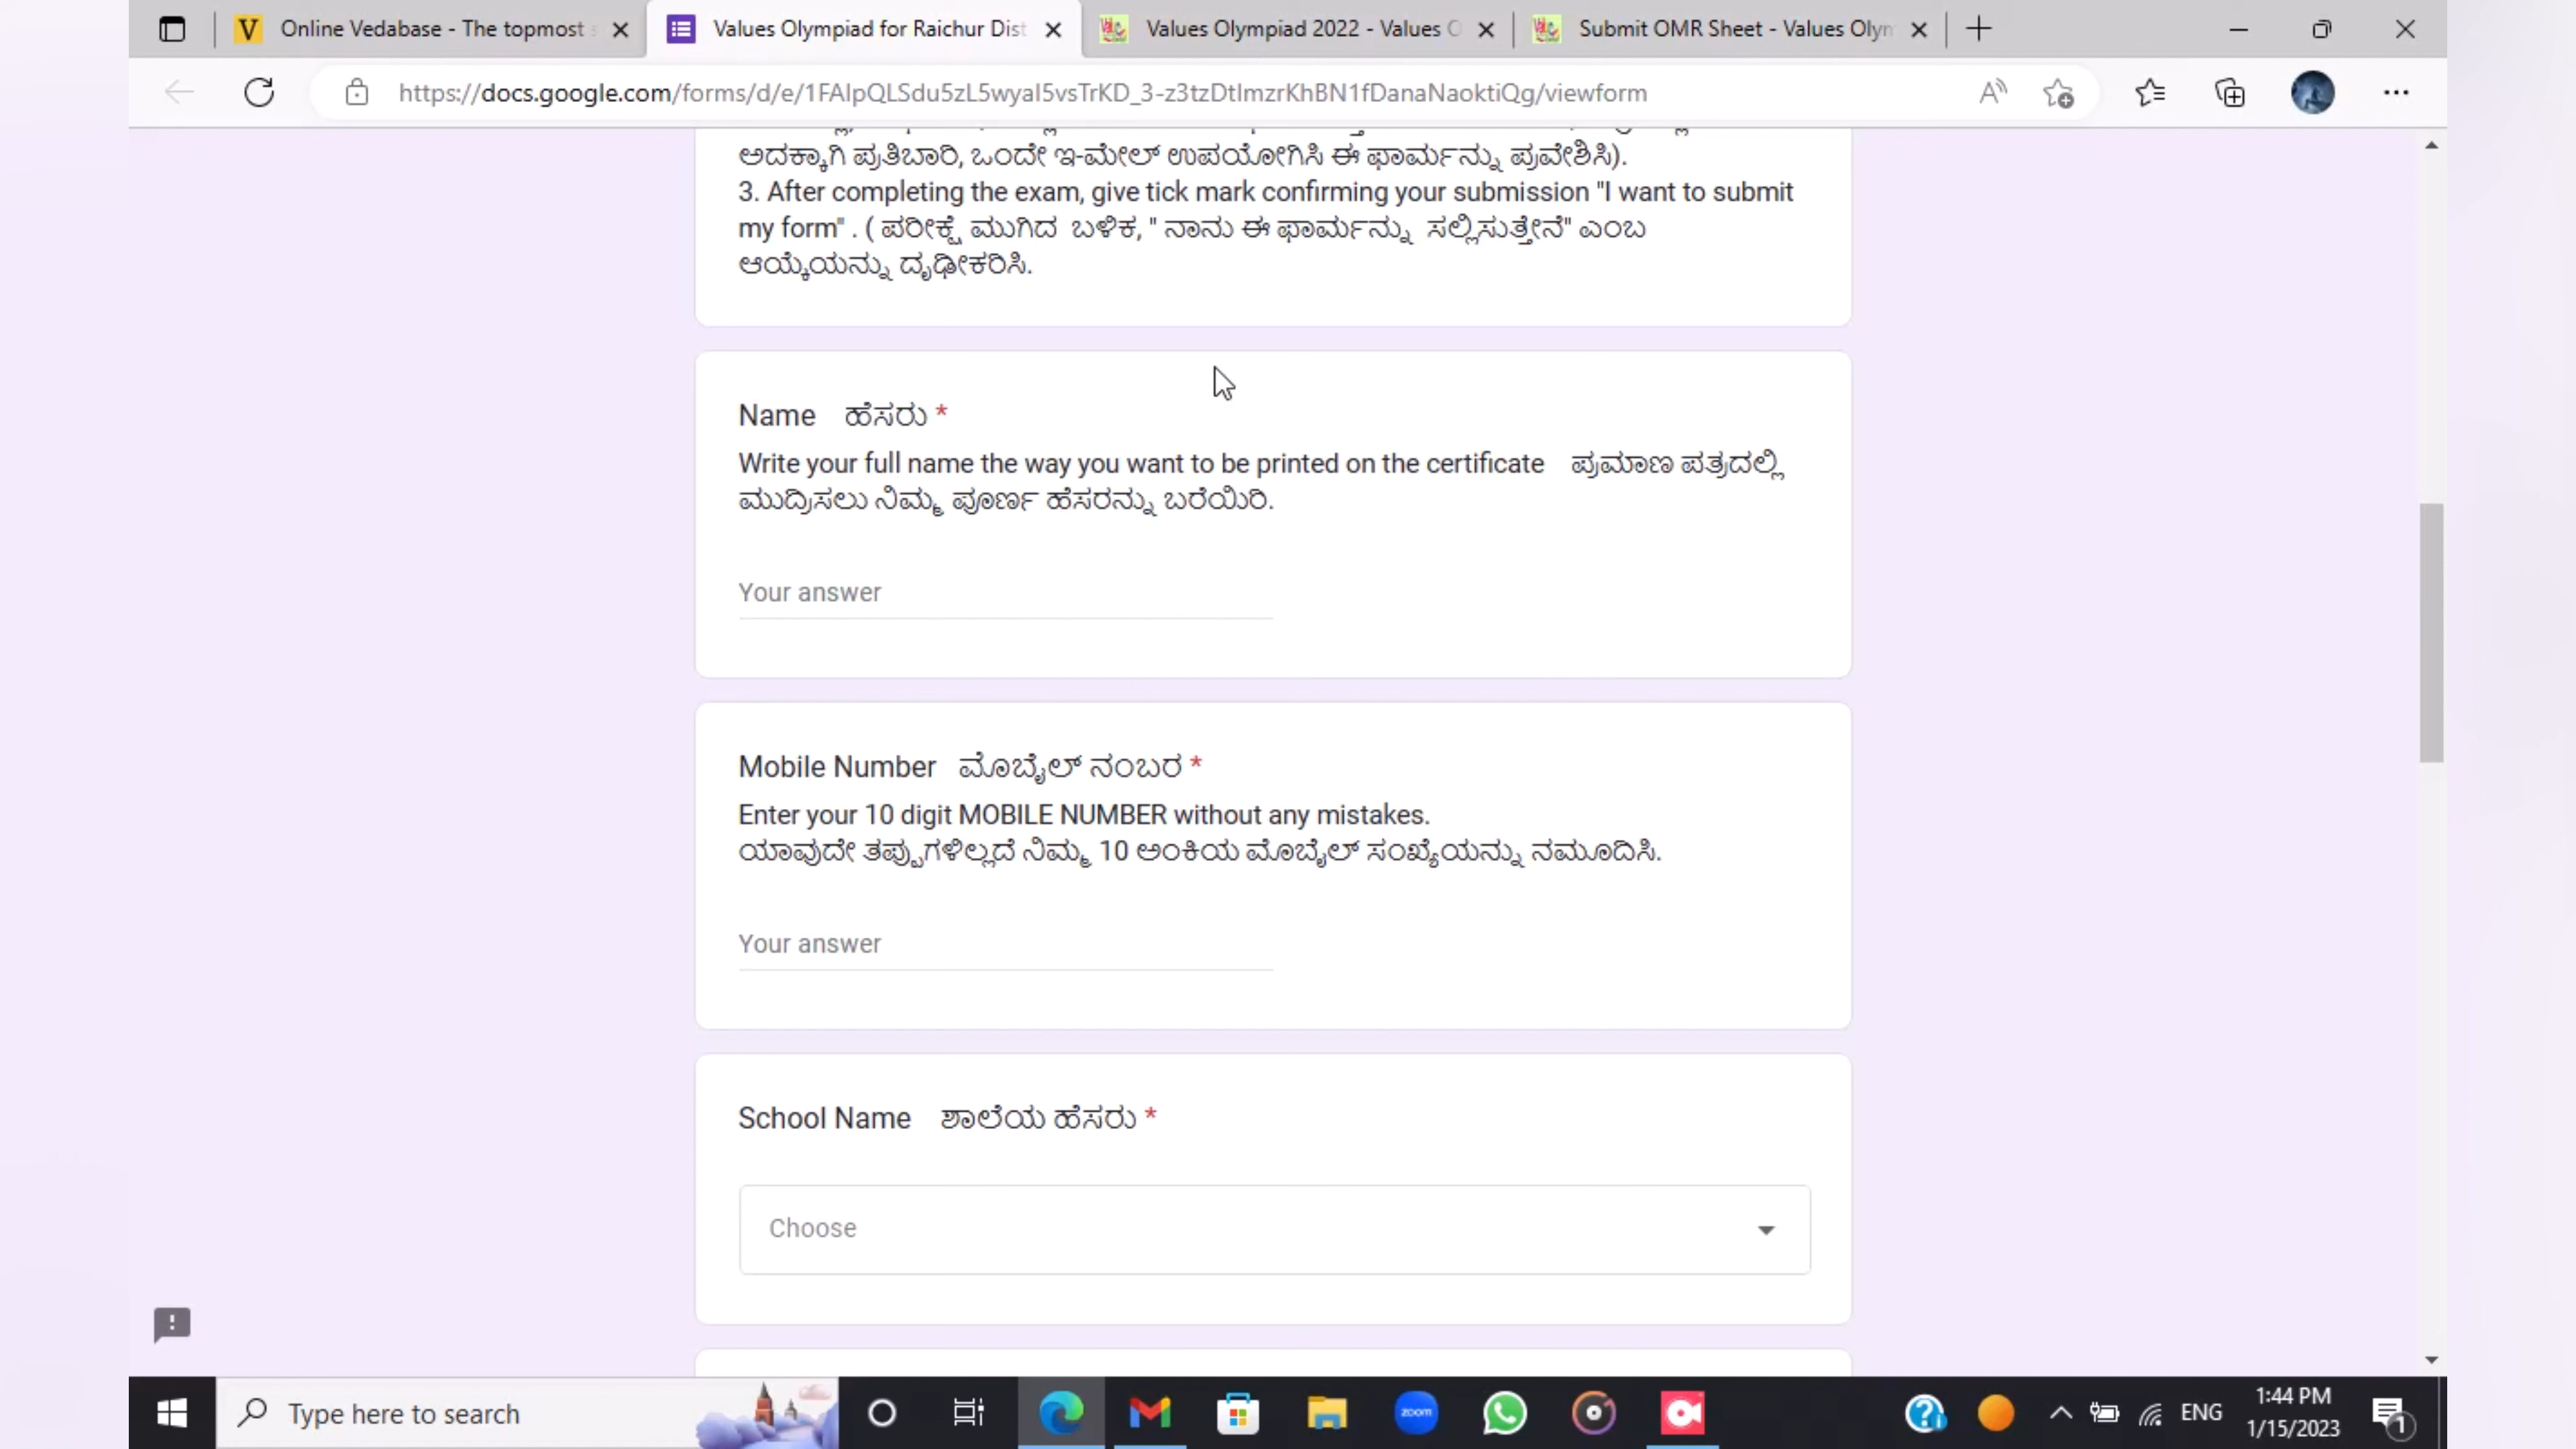 Online Vedabase - The topmost
Values Olympiad for Raichur Dist
Values Olympiad 2022 - Values O
Submit OMR Sheet - Values Olym
https://docs.google.com/forms/d/e/1FAIpQLSdu5zL5wyaI5vsTrKD_3-z3tzDtImzrKhBN1fDanaNaoktiQg/viewform
ಅದಕ್ಕಾಗಿ ಪ್ರತಿಬಾರಿ, ಒಂದೇ ಇ-ಮೇಲ್ ಉಪಯೋಗಿಸಿ ಈ ಫಾರ್ಮನ್ನು ಪ್ರವೇಶಿಸಿ).
3. After completing the exam, give tick mark confirming your submission "I want to submit
my form" . ( ಪರೀಕ್ಷೆ ಮುಗಿದ ಬಳಿಕ, " ನಾನು ಈ ಫಾರ್ಮನ್ನು ಸಲ್ಲಿಸುತ್ತೇನೆ" ಎಂಬ
ಆಯ್ಕೆಯನ್ನು ದೃಢೀಕರಿಸಿ.
Name ಹೆಸರು *
Write your full name the way you want to be printed on the certificate ಪ್ರಮಾಣ ಪತ್ರದಲ್ಲಿ
ಮುದ್ರಿಸಲು ನಿಮ್ಮ ಪೂರ್ಣ ಹೆಸರನ್ನು ಬರೆಯಿರಿ.
Your answer
Mobile Number ಮೊಬೈಲ್ ನಂಬರ *
Enter your 10 digit MOBILE NUMBER without any mistakes.
ಯಾವುದೇ ತಪ್ಪುಗಳಿಲ್ಲದೆ ನಿಮ್ಮ 10 ಅಂಕಿಯ ಮೊಬೈಲ್ ಸಂಖ್ಯೆಯನ್ನು ನಮೂದಿಸಿ.
Your answer
School Name ಶಾಲೆಯ ಹೆಸರು *
Choose
Type here to search
zoom
ENG
1:44 PM
1/15/2023
1